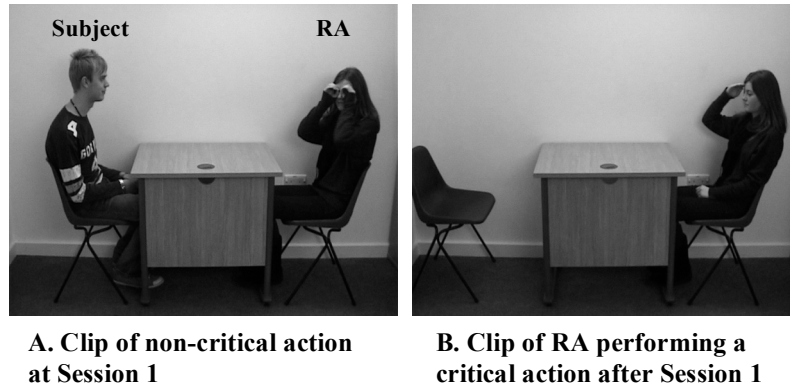 Subject
RA
A. Clip of non-critical action
at Session 1
B. Clip of RA performing a
critical action after Session 1